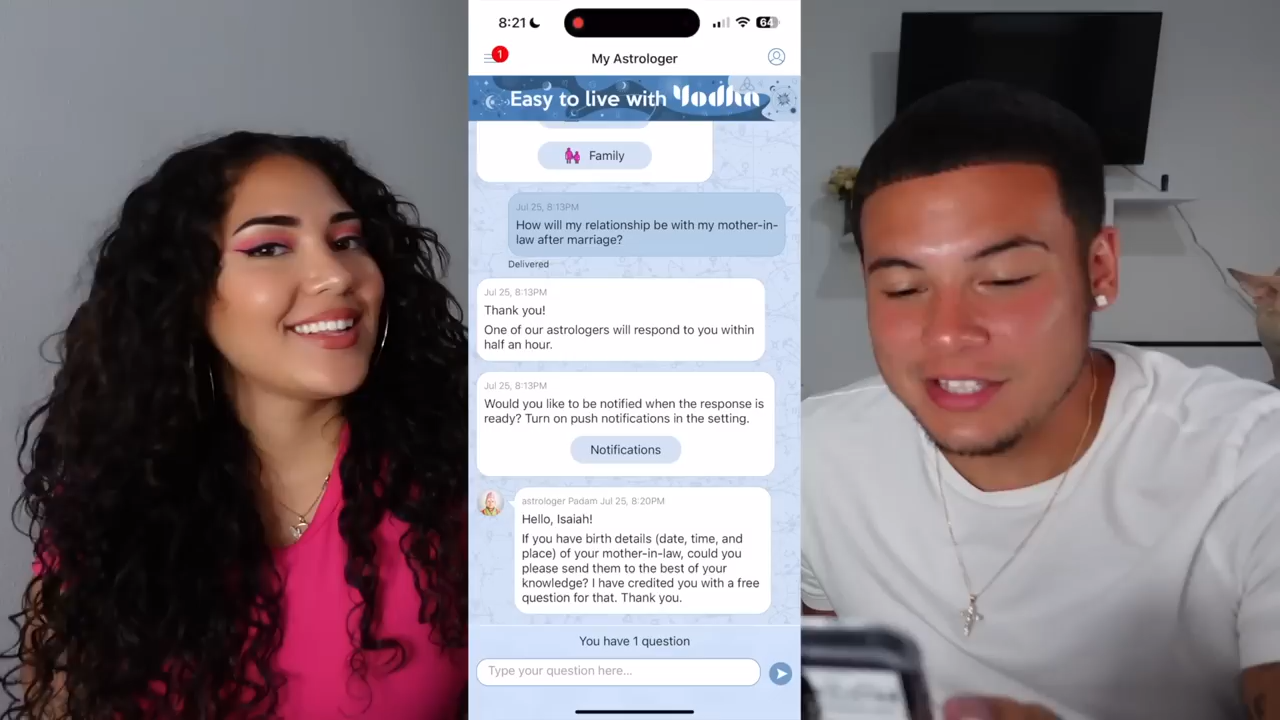 8:21
64
1
My Astrologer
Easy to live with Yodha
Family
Jul 25, 8:13PM
How will my relationship be with my mother-in-
law after marriage?
Delivered
Jul 25, 8:13PM
Thank you!
One of our astrologers will respond to you within
half an hour.
Jul 25, 8:13PM
Would you like to be notified when the response is
ready? Turn on push notifications in the setting.
Notifications
astrologer Padam Jul 25, 8:20PM
Hello, Isaiah!
If you have birth details (date, time, and
place) of your mother-in-law, could you
please send them to the best of your
knowledge? I have credited you with a free
question for that. Thank you.
You have 1 question
Type your question here...